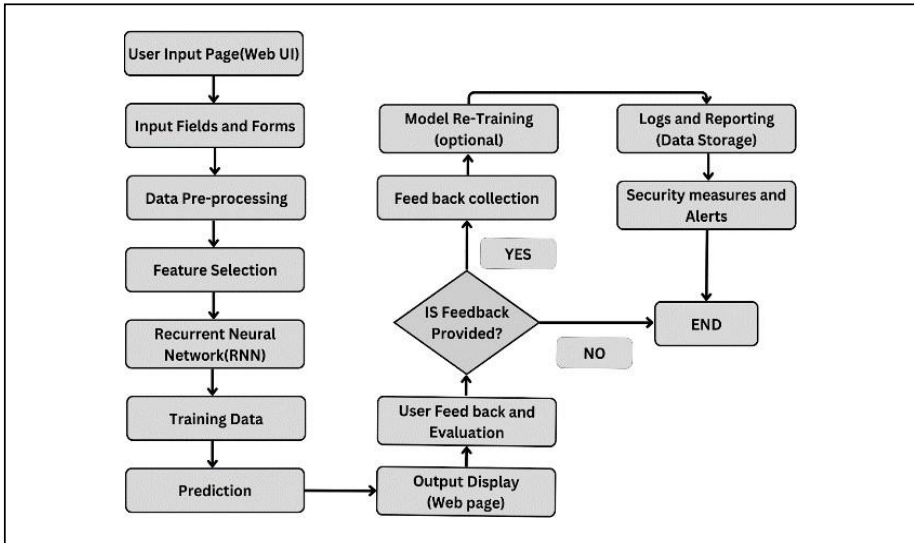 User Input Page(Web UI)
Input Fields and Forms
Data Pre-processing
Feature Selection
Recurrent Neural
Network(RNN)
Training Data
Prediction
Output Display
(Web page)
User Feed back and
Evaluation
IS Feedback
Provided?
YES
NO
Feed back collection
Model Re-Training
(optional)
Logs and Reporting
(Data Storage)
Security measures and
Alerts
END